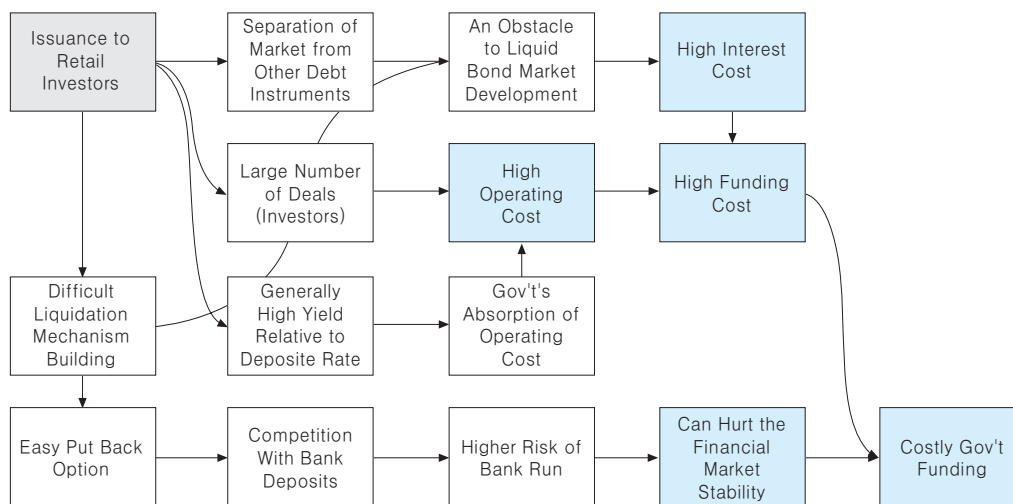 Issuance to
Retail
Investors
Separation of
Market from
Other Debt
Instruments
An Obstacle
to Liquid
Bond Market
Development
High Interest
Cost
Large Number
of Deals
(Investors)
High
Operating
Cost
High Funding
Cost
Difficult
Liquidation
Mechanism
Building
Generally
High Yield
Relative to
Deposite Rate
Gov't's
Absorption of
Operating
Cost
Easy Put Back
Option
Competition
With Bank
Deposits
Higher Risk of
Bank Run
Can Hurt the
Financial
Market
Stability
Costly Gov't
Funding